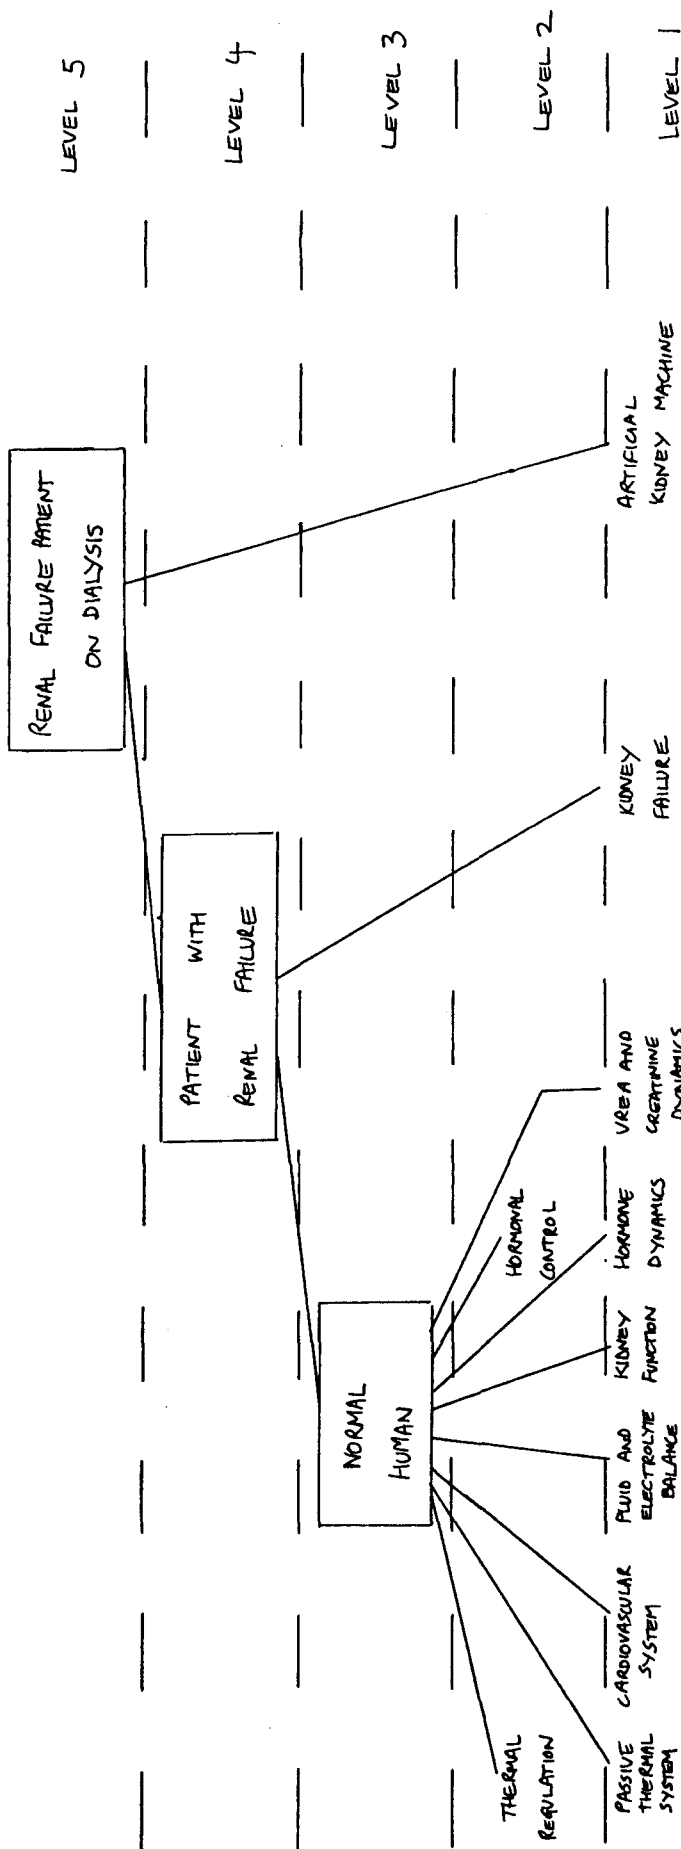 RENAL FAILURE PATIENT
ON DIALYSIS
LEVEL 5
PATIENT WITH
RENAL FAILURE
LEVEL 4
NORMAL
HUMAN
LEVEL 3
THERMAL
REGULATION
HORMONAL
CONTROL
LEVEL 2
PASSIVE
THERMAL
SYSTEM
CARDIOVASCULAR
SYSTEM
FLUID AND
ELECTROLYTE
BALANCE
KIDNEY
FUNCTION
HORMONE
DYNAMICS
UREA AND
CREATININE
DYNAMICS
KIDNEY
FAILURE
ARTIFICIAL
KIDNEY MACHINE
LEVEL 1